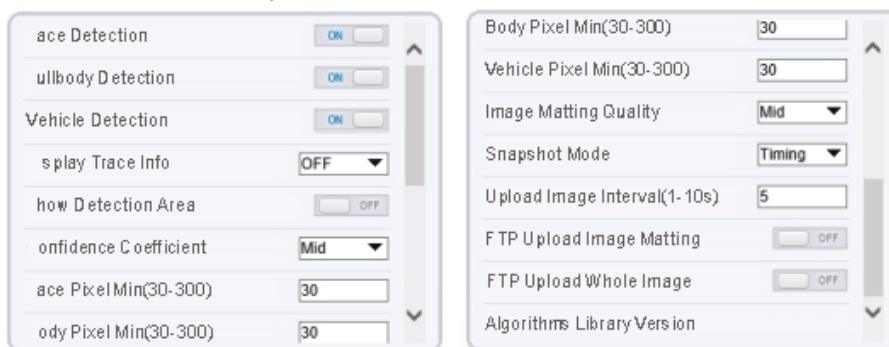 ace Detection ON
ullbody Detection ON
Vehicle Detection ON
splay Trace Info OFF
how Detection Area OFF
onfidence Coefficient Mid
ace Pixel Min(30-300) 30
ody Pixel Min(30-300) 30
Body Pixel Min(30-300) 30
Vehicle Pixel Min(30-300) 30
Image Matting Quality Mid
Snapshot Mode Timing
Upload Image Interval(1-10s) 5
FTP Upload Image Matting OFF
FTP Upload Whole Image OFF
Algorithms Library Version